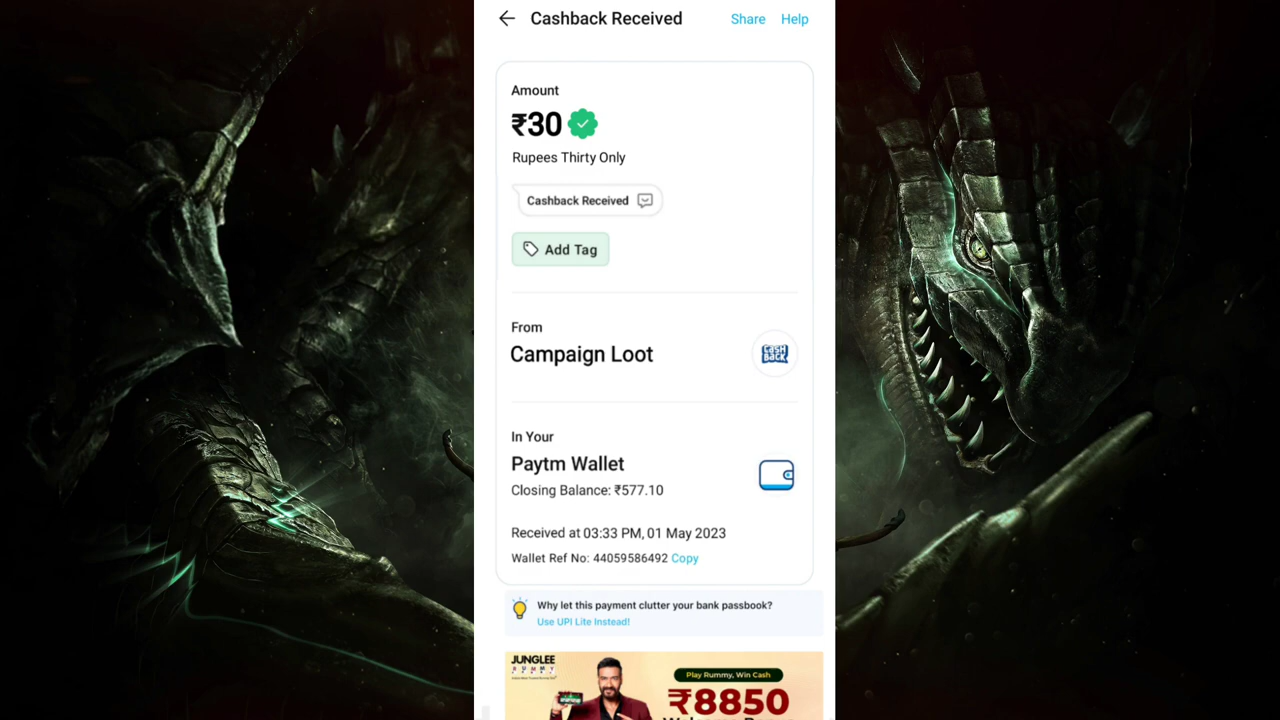 Cashback Received
Share Help
Amount
₹30
Rupees Thirty Only
Cashback Received
Add Tag
From
Campaign Loot
CASH
BACK
In Your
Paytm Wallet
Closing Balance: ₹577.10
Received at 03:33 PM, 01 May 2023
Wallet Ref No: 44059586492 Copy
Why let this payment clutter your bank passbook?
Use UPI Lite Instead!
JUNGLEE
RUMMY
Play Rummy, Win Cash
₹8850